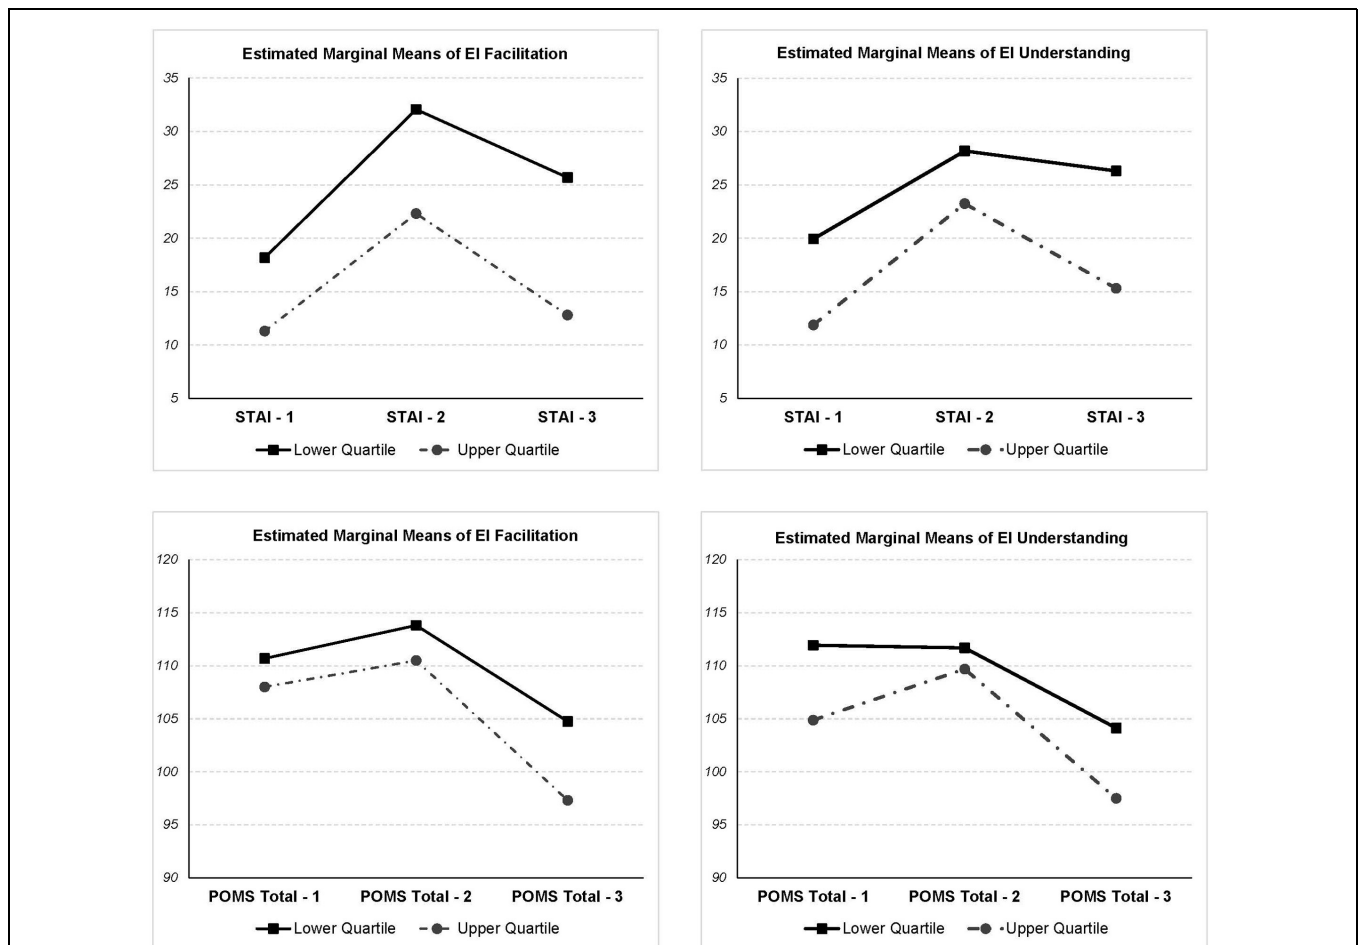 Estimated Marginal Means of EI Facilitation
35
30
25
20
15
10
5
STAI - 1 STAI - 2 STAI - 3
Lower Quartile Upper Quartile
Estimated Marginal Means of EI Understanding
35
30
25
20
15
10
5
STAI - 1 STAI - 2 STAI - 3
Lower Quartile Upper Quartile
Estimated Marginal Means of EI Facilitation
120
115
110
105
100
95
90
POMS Total - 1 POMS Total - 2 POMS Total - 3
Lower Quartile Upper Quartile
Estimated Marginal Means of EI Understanding
120
115
110
105
100
95
90
POMS Total - 1 POMS Total - 2 POMS Total - 3
Lower Quartile Upper Quartile